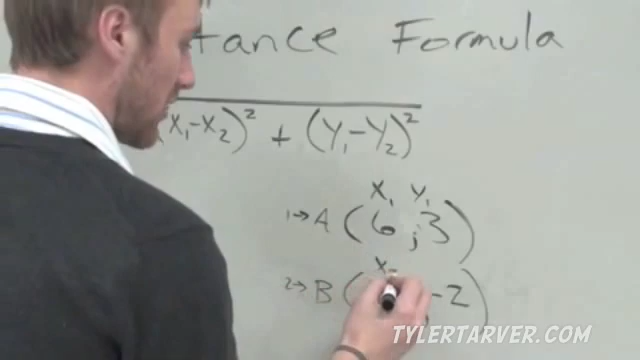 tance Formula
X₁-X₂)² + (Y₁-Y₂)²
X₁ Y₁
1→A (6 , 3)
X₂
2→B ( -2)
TYLERTARVER.COM